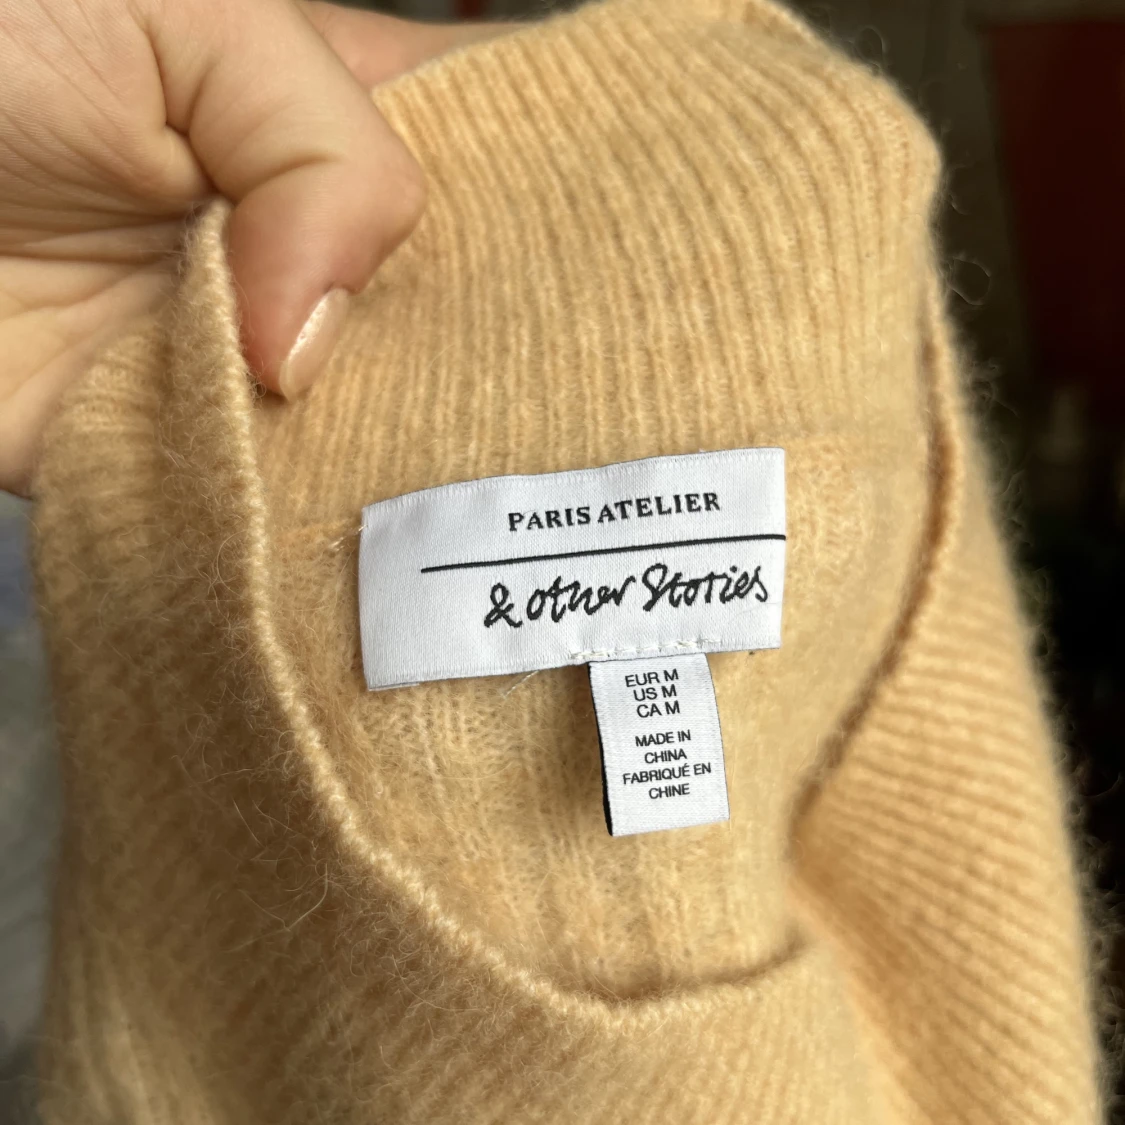 PARIS ATELIER
& other Stories
EUR M
US M
CA M
MADE IN
CHINA
FABRIQUÉ EN
CHINE